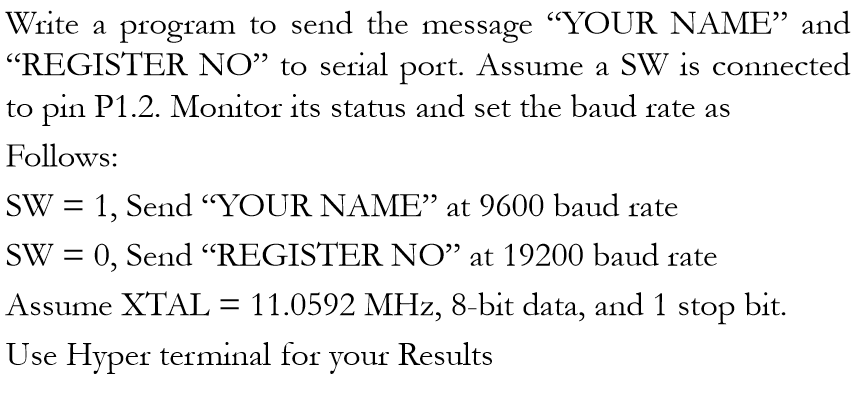 Write a program to send the message “YOUR NAME” and
“REGISTER NO” to serial port. Assume a SW is connected
to pin P1.2. Monitor its status and set the baud rate as
Follows:
SW = 1, Send “YOUR NAME” at 9600 baud rate
SW = 0, Send “REGISTER NO” at 19200 baud rate
Assume XTAL = 11.0592 MHz, 8-bit data, and 1 stop bit.
Use Hyper terminal for your Results